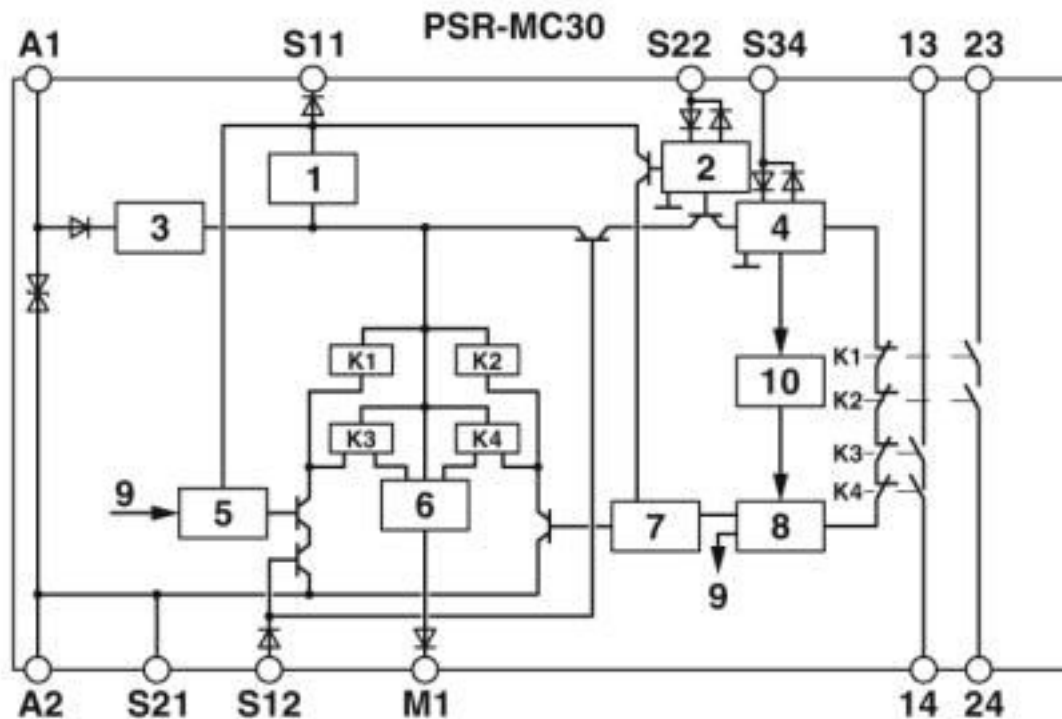 PSR-MC30
A1 S11 S22 S34 13 23
1 2
3 4
K1 K2 10 K1
K2
K3 K4 K3
9 5 6 7 8 K4
9
A2 S21 S12 M1 14 24